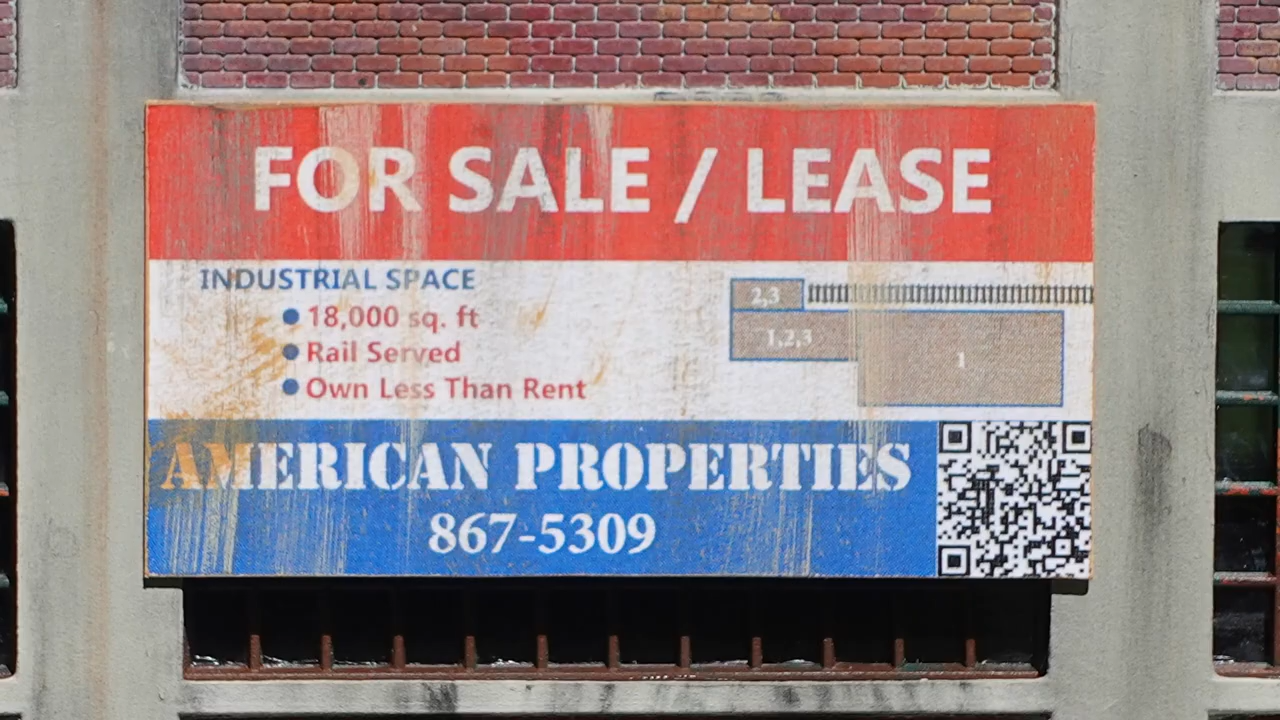 FOR SALE / LEASE
INDUSTRIAL SPACE
• 18,000 sq. ft
• Rail Served
• Own Less Than Rent
2,3
1,2,3
1
AMERICAN PROPERTIES
867-5309